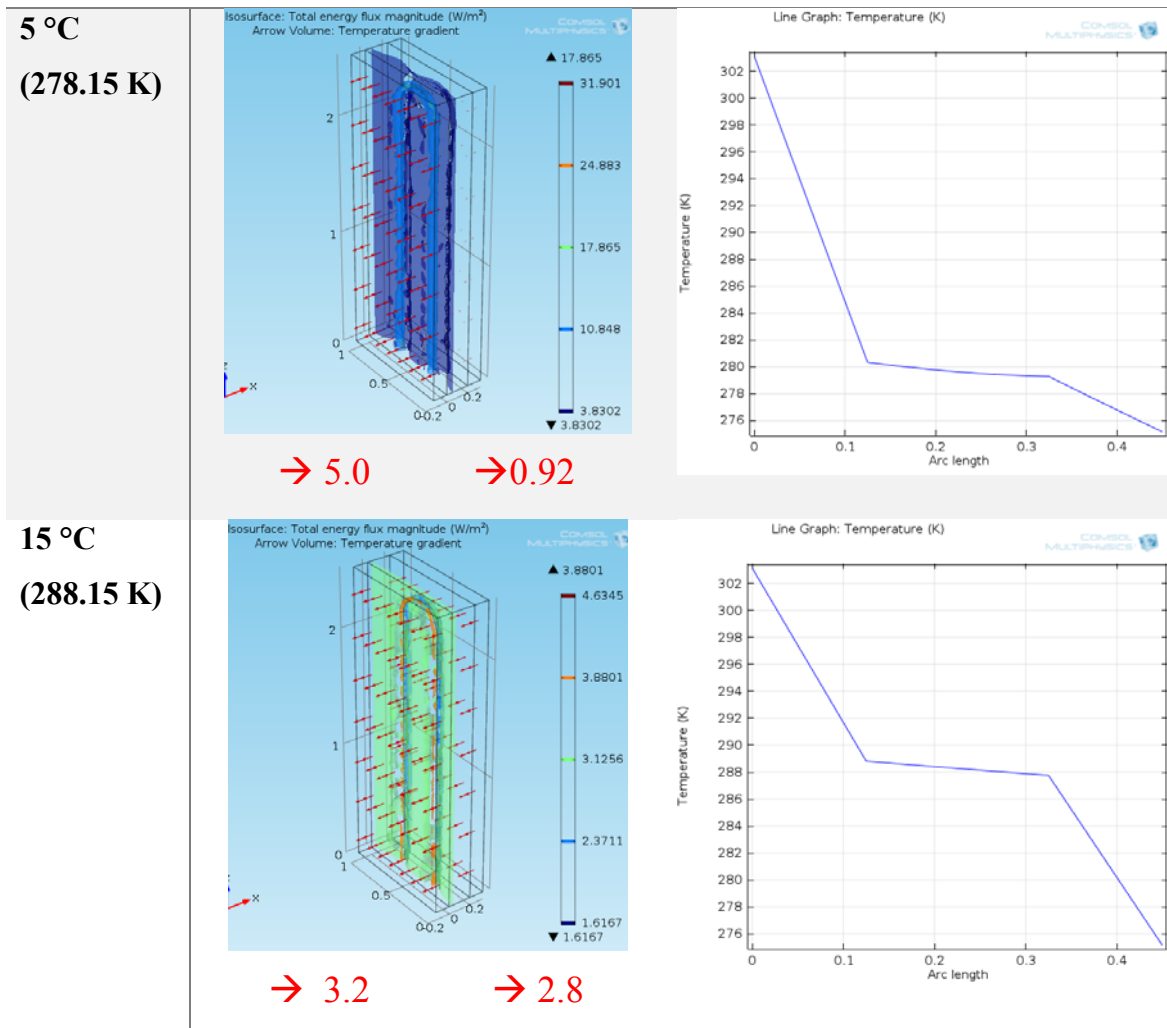 5 °C
(278.15 K)
Isosurface: Total energy flux magnitude (W/m²)
Arrow Volume: Temperature gradient
COMSOL
MULTIPHYSICS
▲ 17.865
31.901
24.883
17.865
10.848
3.8302
▼ 3.8302
2
1
0
1
0.5
0
-0.2
0
0.2
z
x
→ 5.0 →0.92
Line Graph: Temperature (K)
COMSOL
MULTIPHYSICS
Temperature (K)
302
300
298
296
294
292
290
288
286
284
282
280
278
276
0 0.1 0.2 0.3 0.4
Arc length
15 °C
(288.15 K)
Isosurface: Total energy flux magnitude (W/m²)
Arrow Volume: Temperature gradient
COMSOL
MULTIPHYSICS
▲ 3.8801
4.6345
3.8801
3.1256
2.3711
1.6167
▼ 1.6167
2
1
0
1
0.5
0
-0.2
0
0.2
z
x
→ 3.2 → 2.8
Line Graph: Temperature (K)
COMSOL
MULTIPHYSICS
Temperature (K)
302
300
298
296
294
292
290
288
286
284
282
280
278
276
0 0.1 0.2 0.3 0.4
Arc length